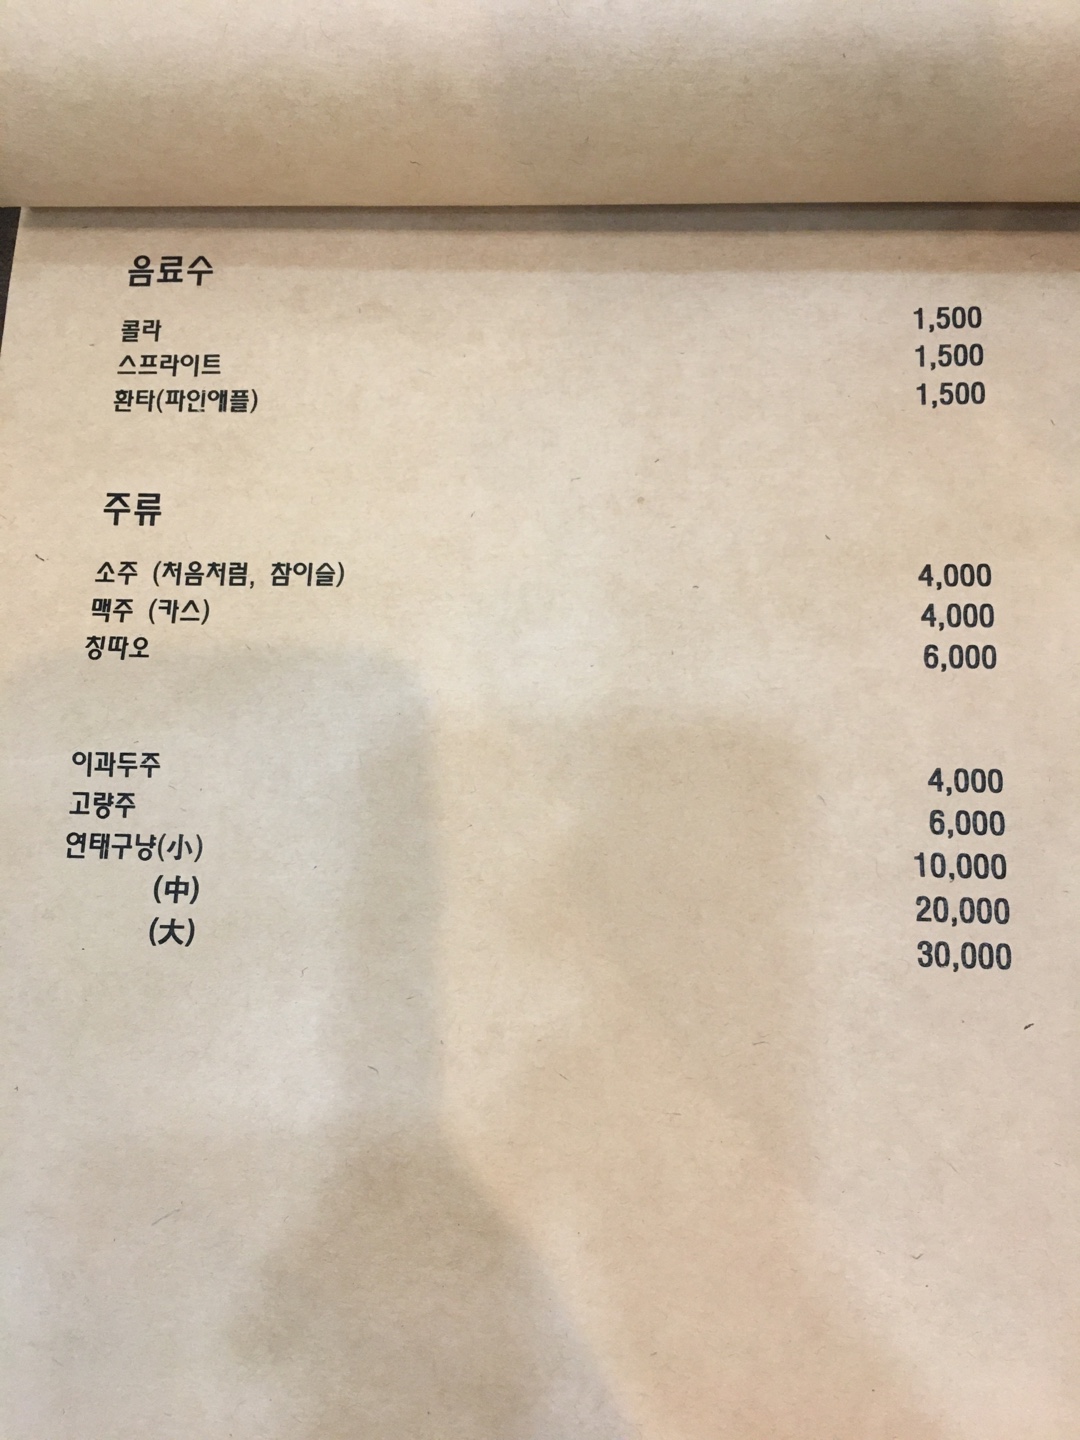 음료수
콜라 1,500
스프라이트 1,500
환타(파인애플) 1,500
주류
소주 (처음처럼, 참이슬) 4,000
맥주 (카스) 4,000
칭따오 6,000
이과두주 4,000
고량주 6,000
연태구냥(小) 10,000
(中) 20,000
(大) 30,000